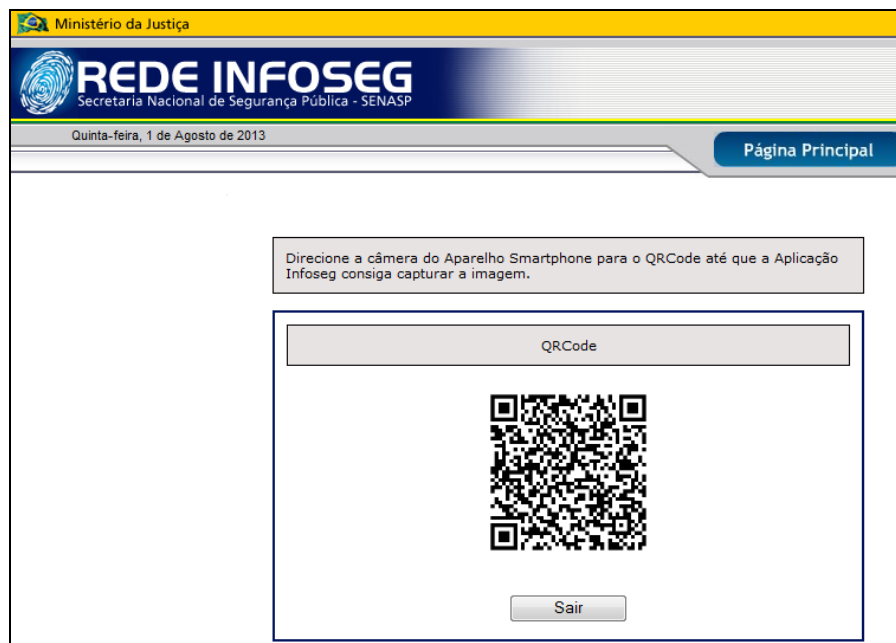 Ministério da Justiça
REDE INFOSEG
Secretaria Nacional de Segurança Pública - SENASP
Quinta-feira, 1 de Agosto de 2013
Página Principal
Direcione a câmera do Aparelho Smartphone para o QRCode até que a Aplicação
Infoseg consiga capturar a imagem.
QRCode
Sair